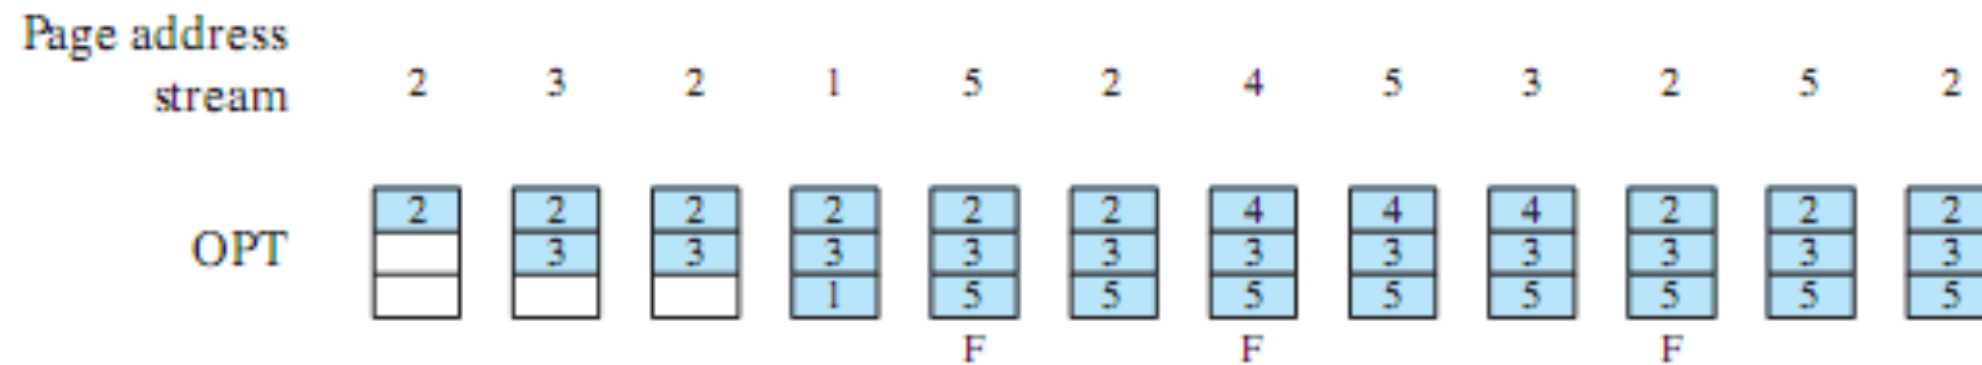 Page address
stream 2 3 2 1 5 2 4 5 3 2 5 2
2 2 2 2 2 2 4 4 4 2 2 2
OPT 3 3 3 3 3 3 3 3 3 3 3
1 5 5 5 5 5 5 5 5
F F F